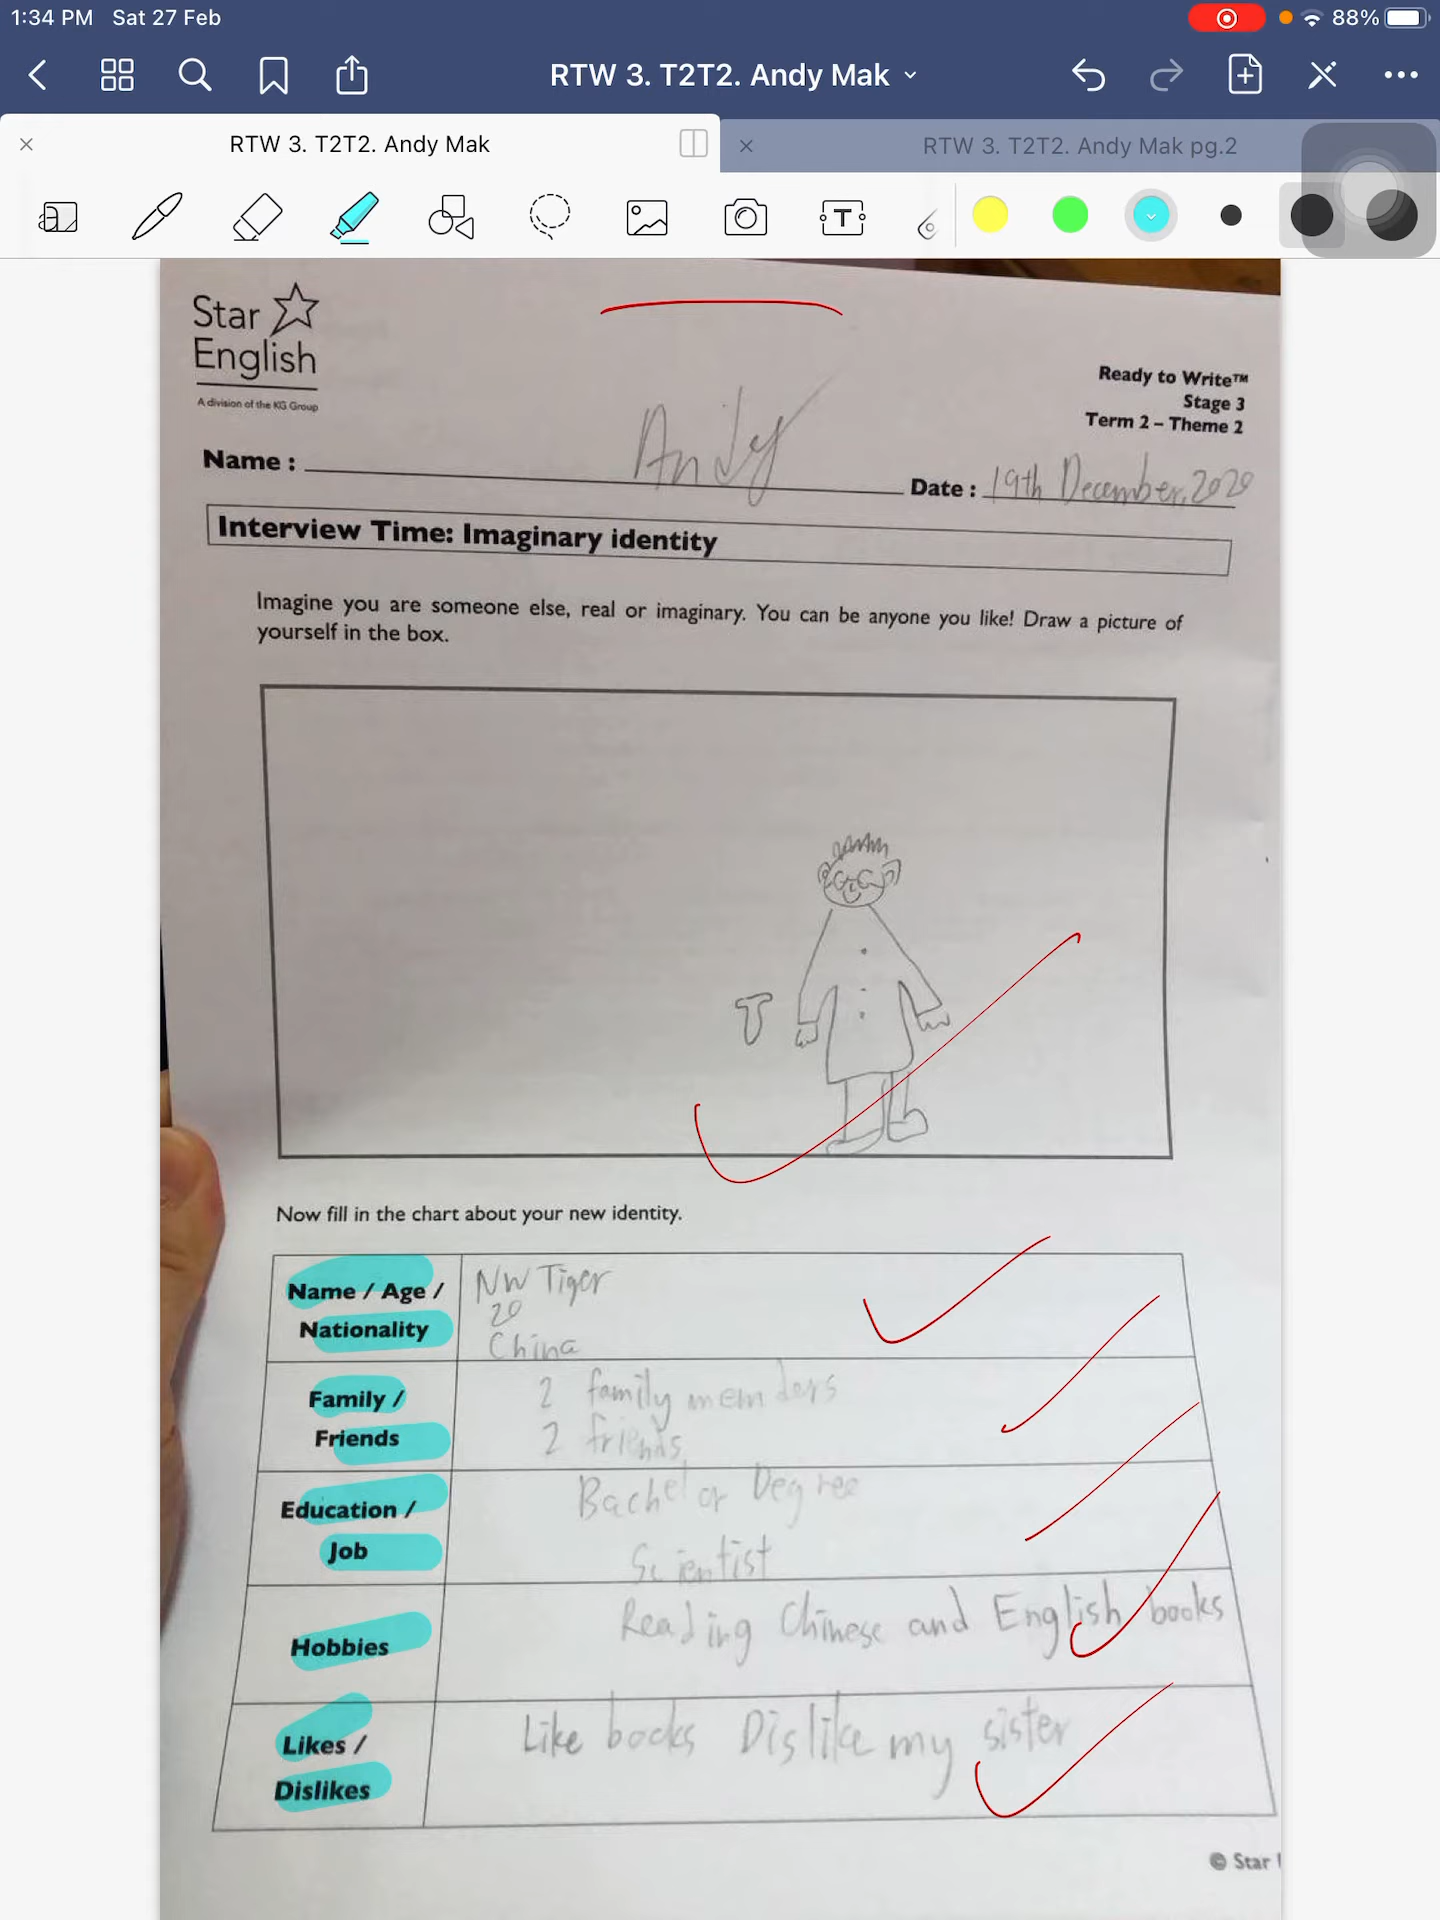 1:34 PM Sat 27 Feb
88%
RTW 3. T2T2. Andy Mak
RTW 3. T2T2. Andy Mak
RTW 3. T2T2. Andy Mak pg.2
T
Star
English
A division of the KG Group
Ready to Write™
Stage 3
Term 2 – Theme 2
Name : Andy
Date : 19th December, 2020
Interview Time: Imaginary identity
Imagine you are someone else, real or imaginary. You can be anyone you like! Draw a picture of
yourself in the box.
Now fill in the chart about your new identity.
Name / Age /
Nationality
NW Tiger
20
China
Family /
Friends
2 family memders
2 friends
Education /
Job
Bachelor Degree
Scientist
Hobbies
Reading Chinese and English books
Likes /
Dislikes
Like books Dislike my sister
© Star